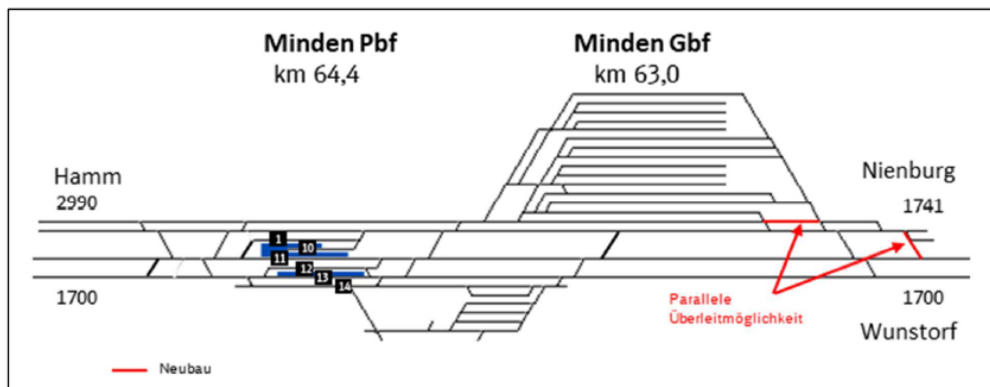 Minden Pbf
km 64,4
Minden Gbf
km 63,0
Hamm
2990
Nienburg
1741
1
10
11
12
13
14
1700
Parallele
Überleitmöglichkeit
1700
Wunstorf
Neubau